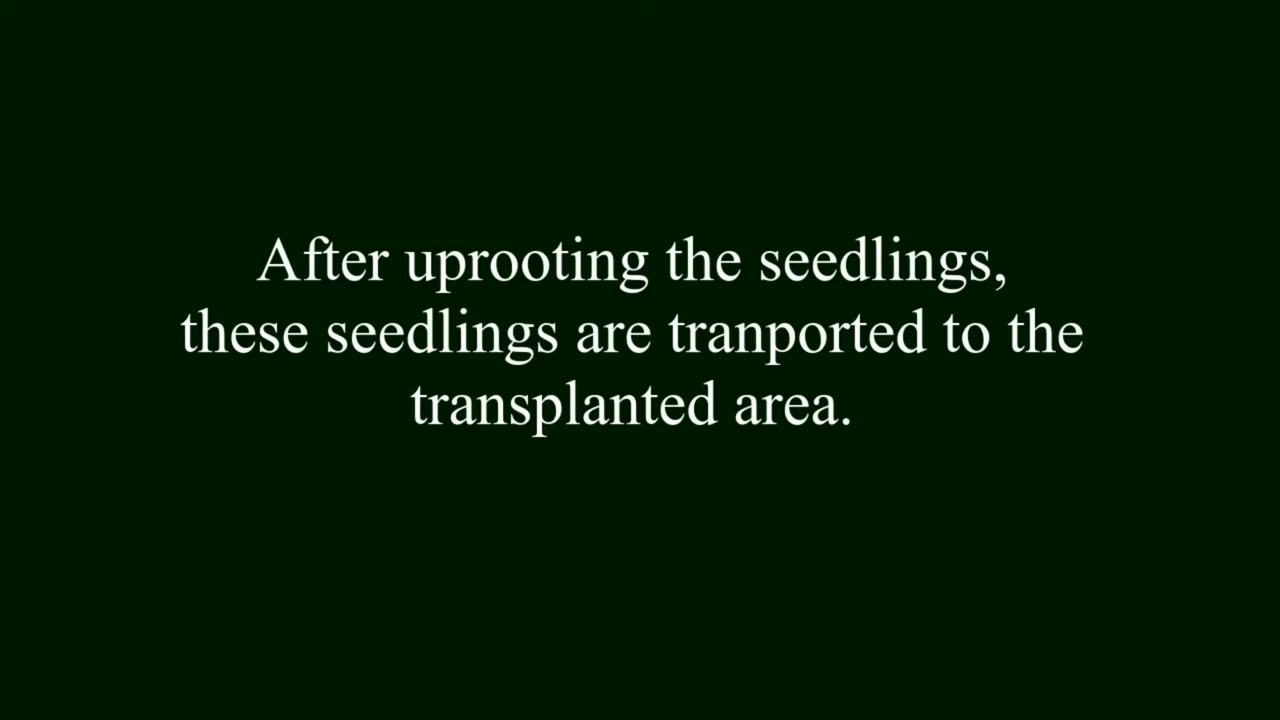 After uprooting the seedlings,
these seedlings are tranported to the
transplanted area.